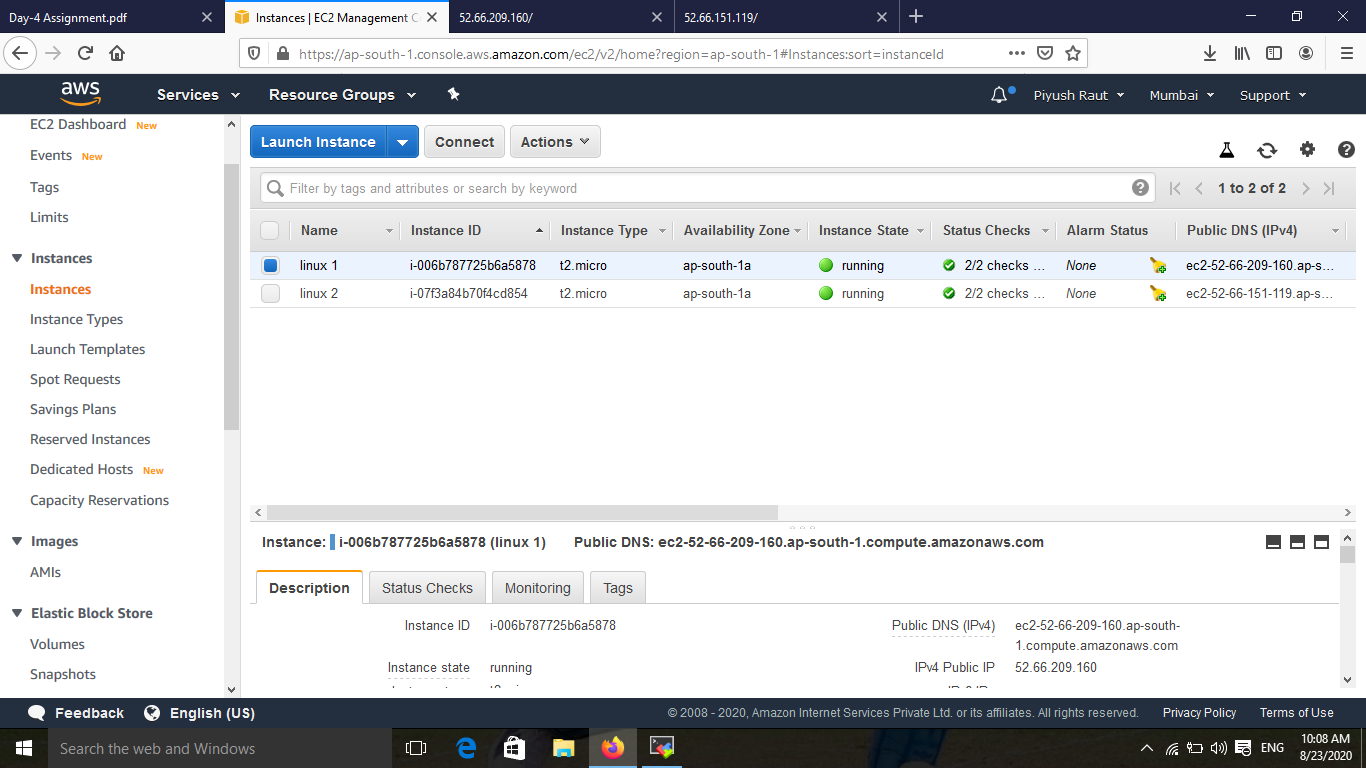 Day-4 Assignment.pdf
Instances | EC2 Management C
52.66.209.160/
52.66.151.119/
https://ap-south-1.console.aws.amazon.com/ec2/v2/home?region=ap-south-1#Instances:sort=instanceId
aws Services Resource Groups Piyush Raut Mumbai Support
EC2 Dashboard New
Events New
Tags
Limits
Instances
Instances
Instance Types
Launch Templates
Spot Requests
Savings Plans
Reserved Instances
Dedicated Hosts New
Capacity Reservations
Images
AMIs
Elastic Block Store
Volumes
Snapshots
Launch Instance Connect Actions
Filter by tags and attributes or search by keyword
1 to 2 of 2
Name Instance ID Instance Type Availability Zone Instance State Status Checks Alarm Status Public DNS (IPv4)
linux 1 i-006b787725b6a5878 t2.micro ap-south-1a running 2/2 checks ... None ec2-52-66-209-160.ap-s...
linux 2 i-07f3a84b70f4cd854 t2.micro ap-south-1a running 2/2 checks ... None ec2-52-66-151-119.ap-s...
Instance: i-006b787725b6a5878 (linux 1) Public DNS: ec2-52-66-209-160.ap-south-1.compute.amazonaws.com
Description Status Checks Monitoring Tags
Instance ID i-006b787725b6a5878
Public DNS (IPv4) ec2-52-66-209-160.ap-south-
1.compute.amazonaws.com
Instance state running
IPv4 Public IP 52.66.209.160
Feedback English (US)
© 2008 - 2020, Amazon Internet Services Private Ltd. or its affiliates. All rights reserved. Privacy Policy Terms of Use
Search the web and Windows
ENG
10:08 AM
8/23/2020